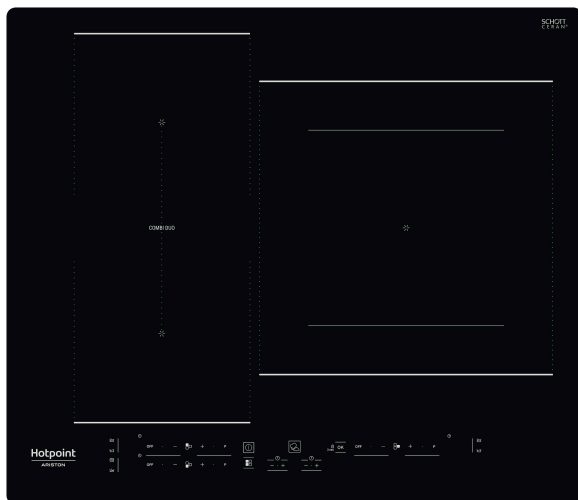 SCHOTT
CERAN®
COMBI DUO
Hotpoint
ARISTON
OFF - + P
OFF - + P
- +
- +
OK
OFF - + P